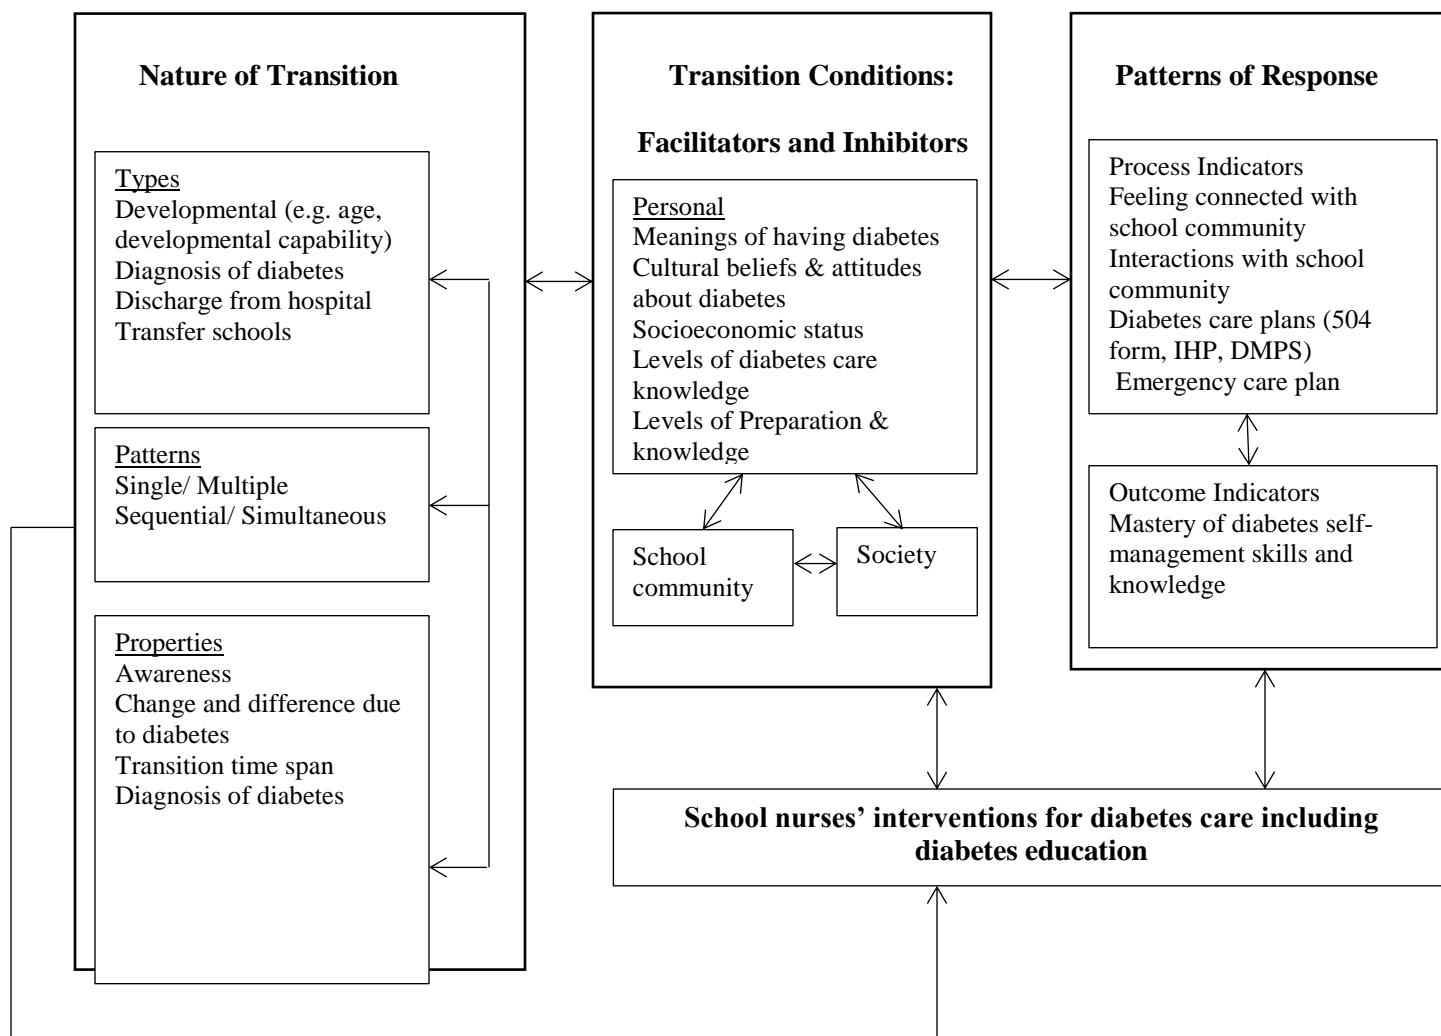 Nature of Transition
Types
Developmental (e.g. age,
developmental capability)
Diagnosis of diabetes
Discharge from hospital
Transfer schools
Patterns
Single/ Multiple
Sequential/ Simultaneous
Properties
Awareness
Change and difference due
to diabetes
Transition time span
Diagnosis of diabetes
Transition Conditions:
Facilitators and Inhibitors
Personal
Meanings of having diabetes
Cultural beliefs & attitudes
about diabetes
Socioeconomic status
Levels of diabetes care
knowledge
Levels of Preparation &
knowledge
School
community
Society
Patterns of Response
Process Indicators
Feeling connected with
school community
Interactions with school
community
Diabetes care plans (504
form, IHP, DMPS)
Emergency care plan
Outcome Indicators
Mastery of diabetes self-
management skills and
knowledge
School nurses’ interventions for diabetes care including
diabetes education